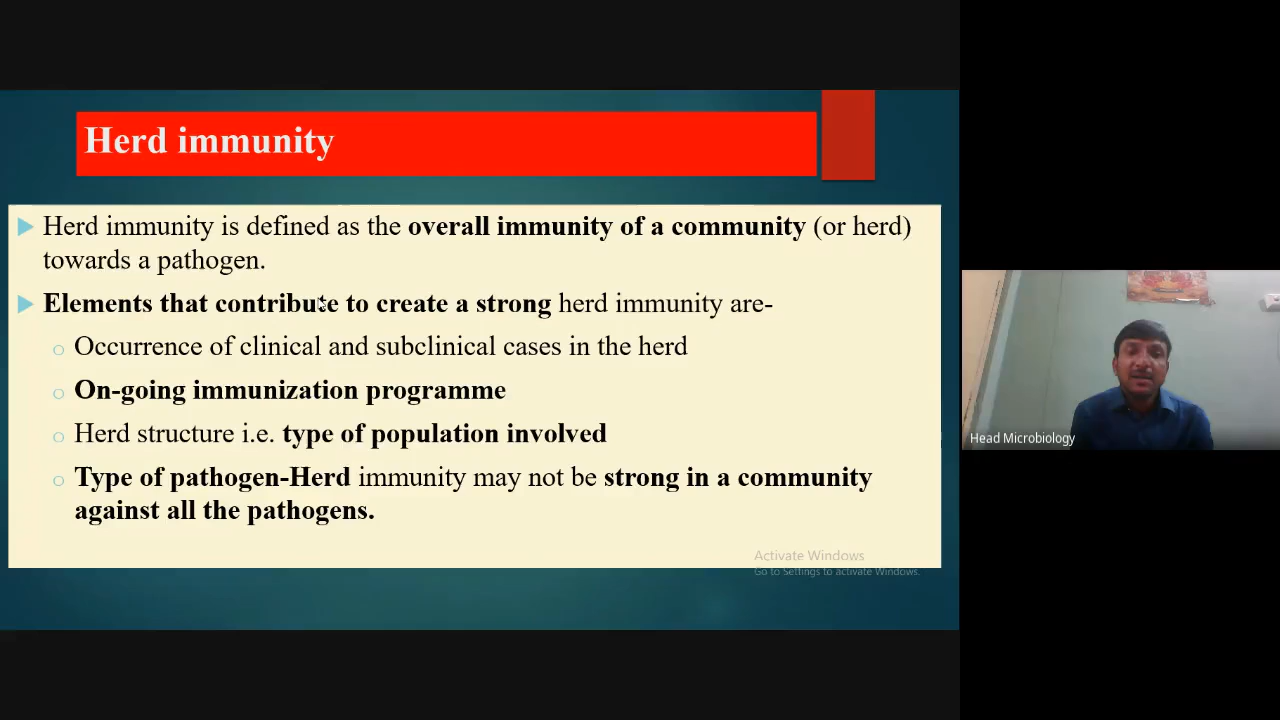 Herd immunity
Herd immunity is defined as the overall immunity of a community (or herd)
towards a pathogen.
Elements that contribute to create a strong herd immunity are-
Occurrence of clinical and subclinical cases in the herd
On-going immunization programme
Herd structure i.e. type of population involved
Type of pathogen-Herd immunity may not be strong in a community
against all the pathogens.
Activate Windows
Go to Settings to activate Windows.
Head Microbiology